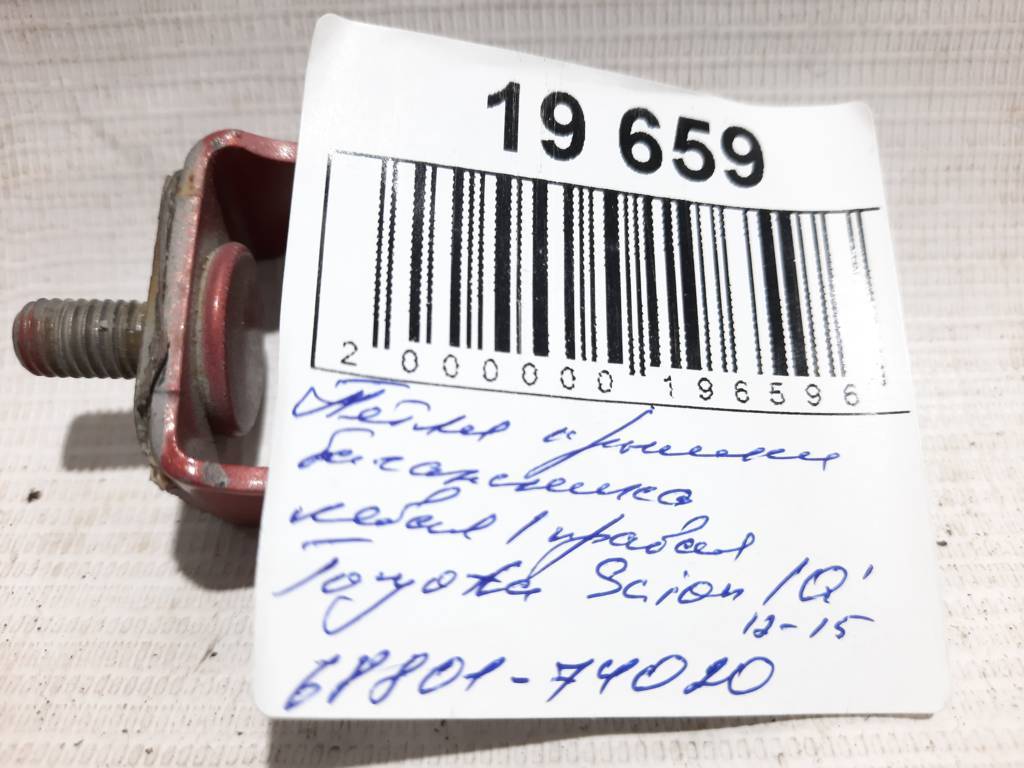 19 659
2 000000 196596
Петля крышки
багажника
левая / правая
Toyota Scion IQ
12-15
68801-74020